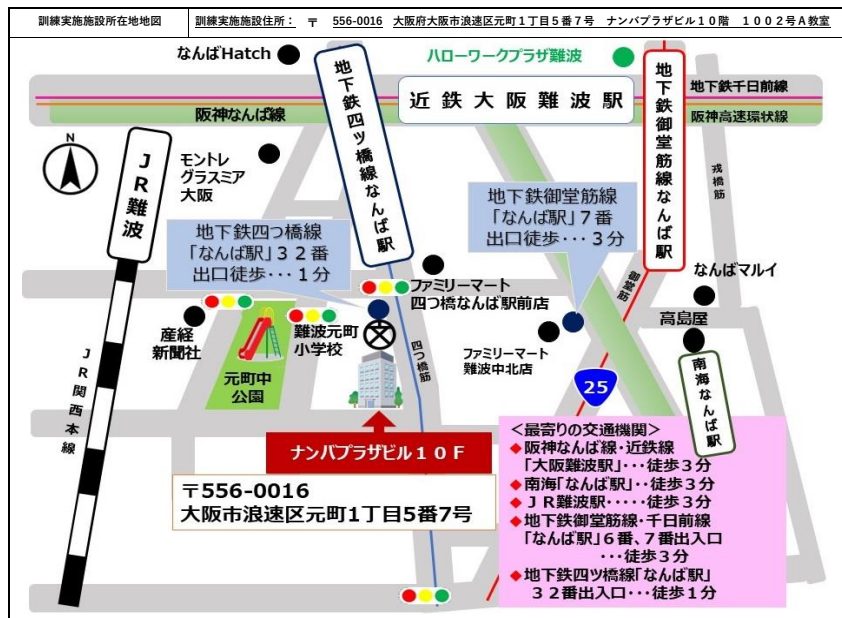 訓練実施施設所在地地図
訓練実施施設住所： 〒 556-0016 大阪府大阪市浪速区元町１丁目５番７号 ナンバプラザビル１０階 １００２号Ａ教室
なんばHatch
ハローワークプラザ難波
地下鉄四ツ橋線なんば駅
近鉄大阪難波駅
地下鉄御堂筋線なんば駅
地下鉄千日前線
阪神なんば線
阪神高速環状線
N
ＪＲ難波
モントレ
グラスミア
大阪
戎橋筋
地下鉄四つ橋線
「なんば駅」３２番
出口徒歩･･･１分
地下鉄御堂筋線
「なんば駅」７番
出口徒歩･･･３分
御堂筋
なんばマルイ
ファミリーマート
四つ橋なんば駅前店
高島屋
産経
新聞社
難波元町
小学校
元町中
公園
四つ橋筋
ファミリーマート
難波中北店
南海なんば駅
25
ＪＲ関西本線
ナンバプラザビル１０Ｆ
〒556-0016
大阪市浪速区元町1丁目5番7号
＜最寄りの交通機関＞
◆阪神なんば線･近鉄線
「大阪難波駅」･･･徒歩３分
◆南海「なんば駅」･･徒歩３分
◆ＪＲ難波駅･････徒歩３分
◆地下鉄御堂筋線･千日前線
「なんば駅」６番、７番出入口
･･･徒歩３分
◆地下鉄四ツ橋線「なんば駅」
３２番出入口･･･徒歩１分